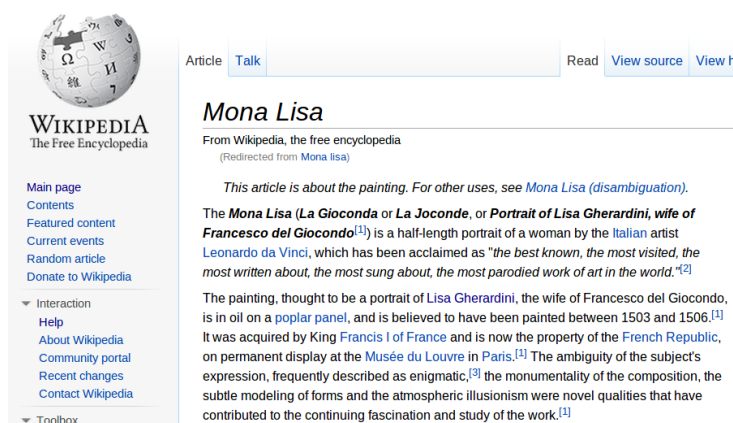 Ω W И 維 7
WIKIPEDIA
The Free Encyclopedia
Main page
Contents
Featured content
Current events
Random article
Donate to Wikipedia
Interaction
Help
About Wikipedia
Community portal
Recent changes
Contact Wikipedia
Toolbox
Article Talk Read View source View h
Mona Lisa
From Wikipedia, the free encyclopedia
(Redirected from Mona lisa)
This article is about the painting. For other uses, see Mona Lisa (disambiguation).
The Mona Lisa (La Gioconda or La Joconde, or Portrait of Lisa Gherardini, wife of
Francesco del Giocondo[1]) is a half-length portrait of a woman by the Italian artist
Leonardo da Vinci, which has been acclaimed as "the best known, the most visited, the
most written about, the most sung about, the most parodied work of art in the world."[2]
The painting, thought to be a portrait of Lisa Gherardini, the wife of Francesco del Giocondo,
is in oil on a poplar panel, and is believed to have been painted between 1503 and 1506.[1]
It was acquired by King Francis I of France and is now the property of the French Republic,
on permanent display at the Musée du Louvre in Paris.[1] The ambiguity of the subject's
expression, frequently described as enigmatic,[3] the monumentality of the composition, the
subtle modeling of forms and the atmospheric illusionism were novel qualities that have
contributed to the continuing fascination and study of the work.[1]